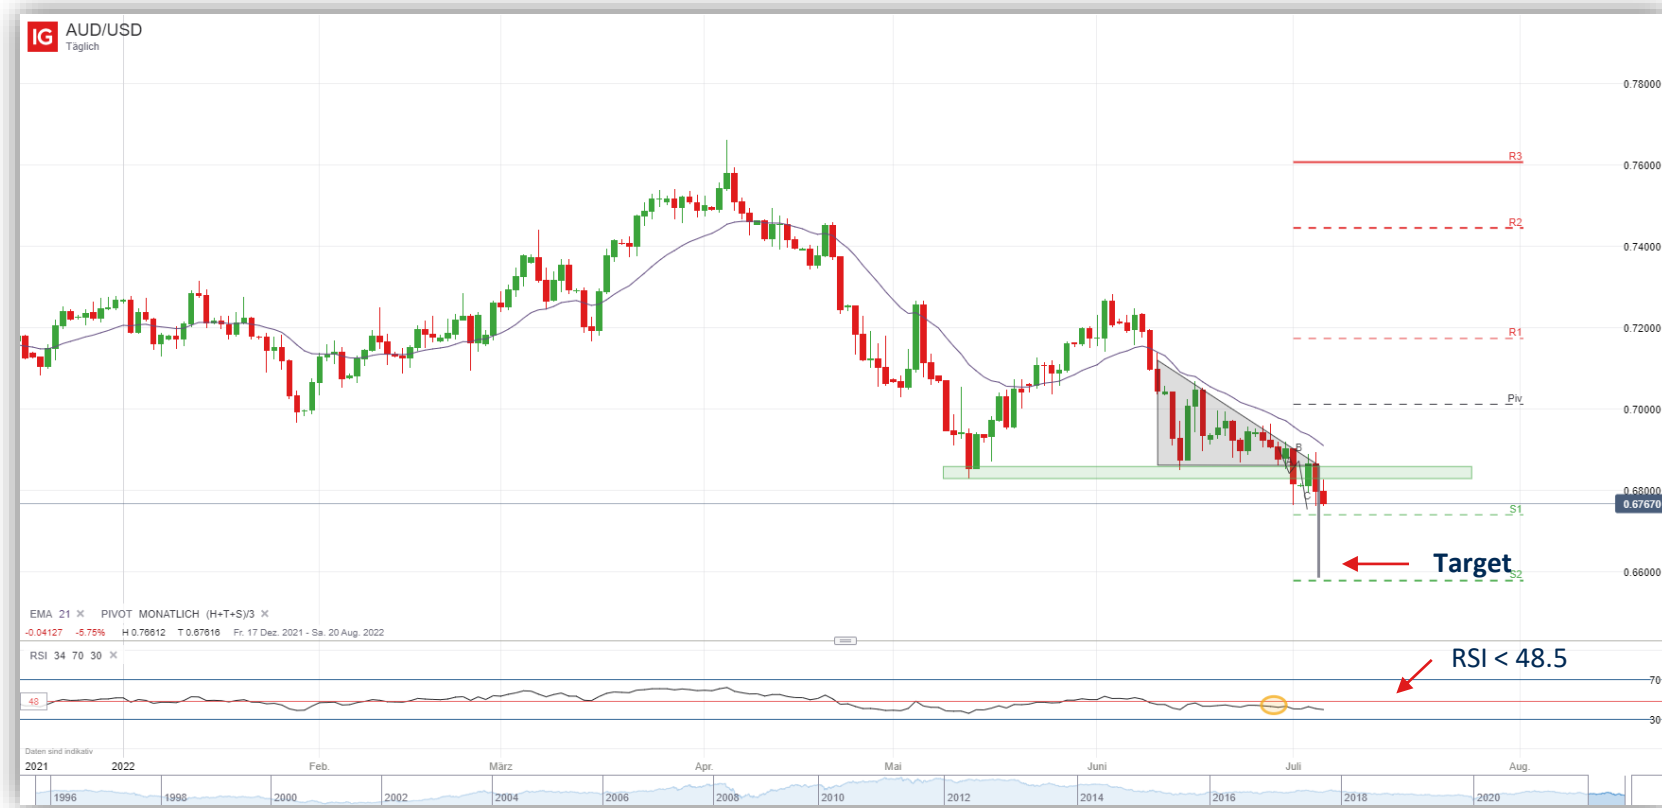 IG AUD/USD
Täglich
0.78000
R3
0.76000
R2
0.74000
R1
0.72000
Piv
0.70000
B
C
0.68000
0.67670
S1
Target
S2
0.66000
EMA 21 × PIVOT MONATLICH (H+T+S)/3 ×
-0.04127 -5.75% H 0.76612 T 0.67616 Fr. 17 Dez. 2021 - Sa. 20 Aug. 2022
RSI 34 70 30 ×
RSI < 48.5
70
48
30
Daten sind indikativ
2021 2022 Feb. März Apr. Mai Juni Juli Aug.
1996 1998 2000 2002 2004 2006 2008 2010 2012 2014 2016 2018 2020